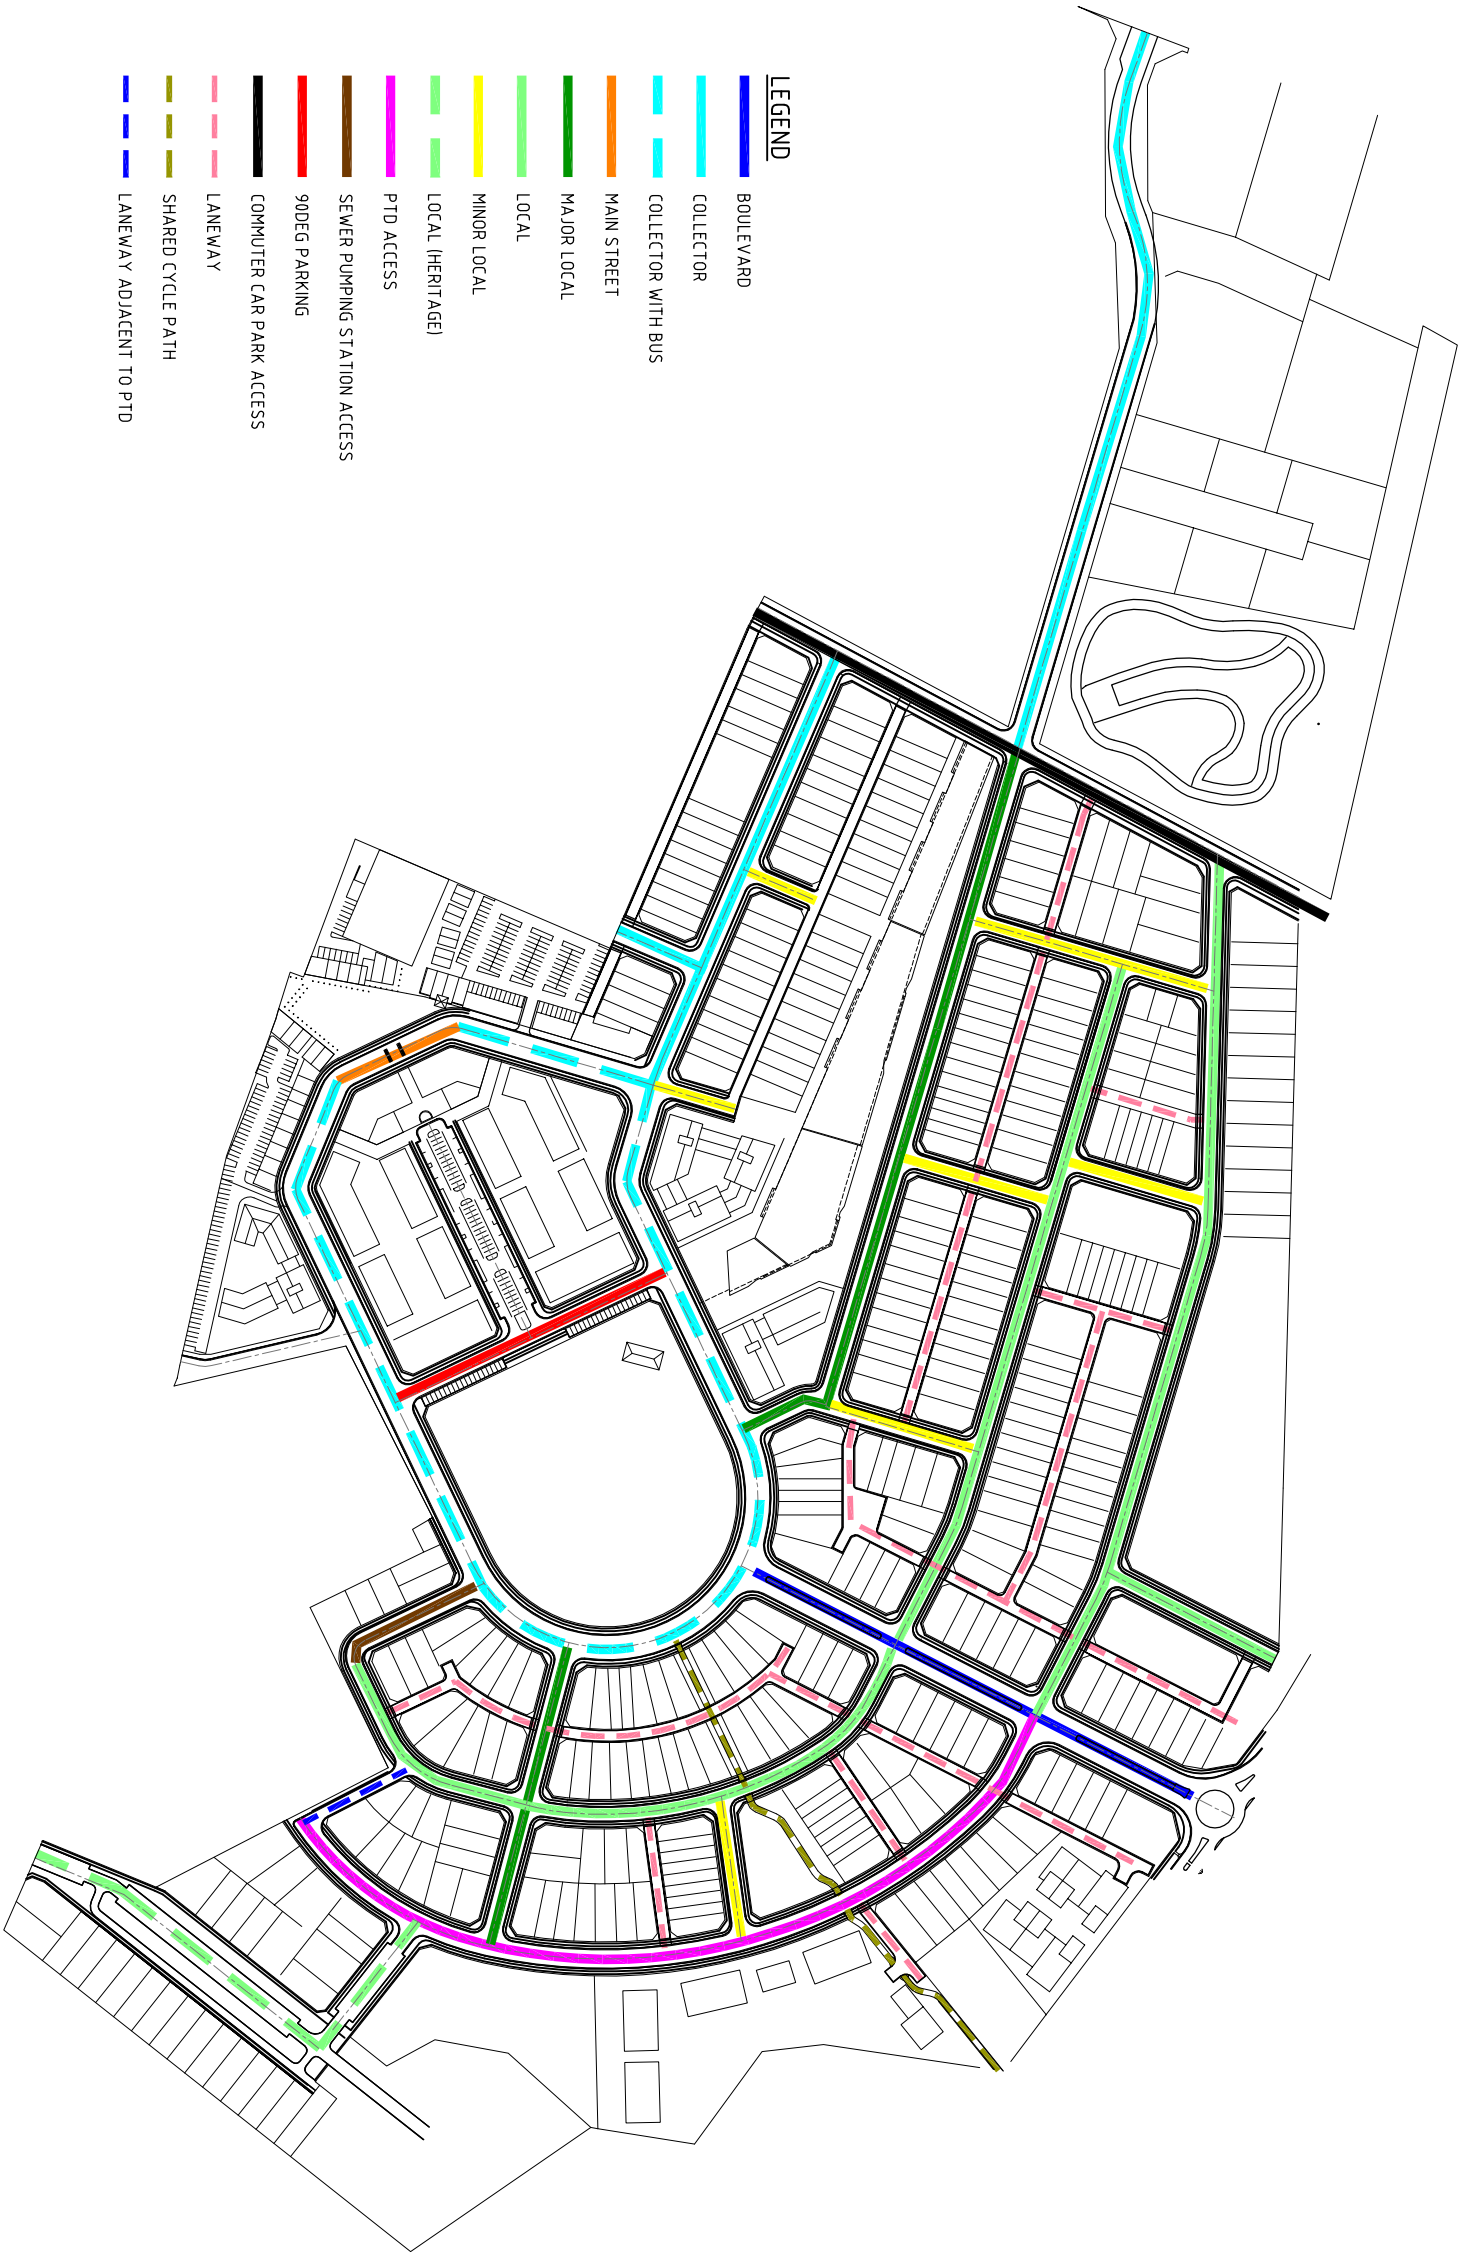 LEGEND
BOULEVARD
COLLECTOR
COLLECTOR WITH BUS
MAIN STREET
MAJOR LOCAL
LOCAL
MINOR LOCAL
LOCAL (HERITAGE)
PTD ACCESS
SEWER PUMPING STATION ACCESS
90DEG PARKING
COMMUTER CAR PARK ACCESS
LANEWAY
SHARED CYCLE PATH
LANEWAY ADJACENT TO PTD